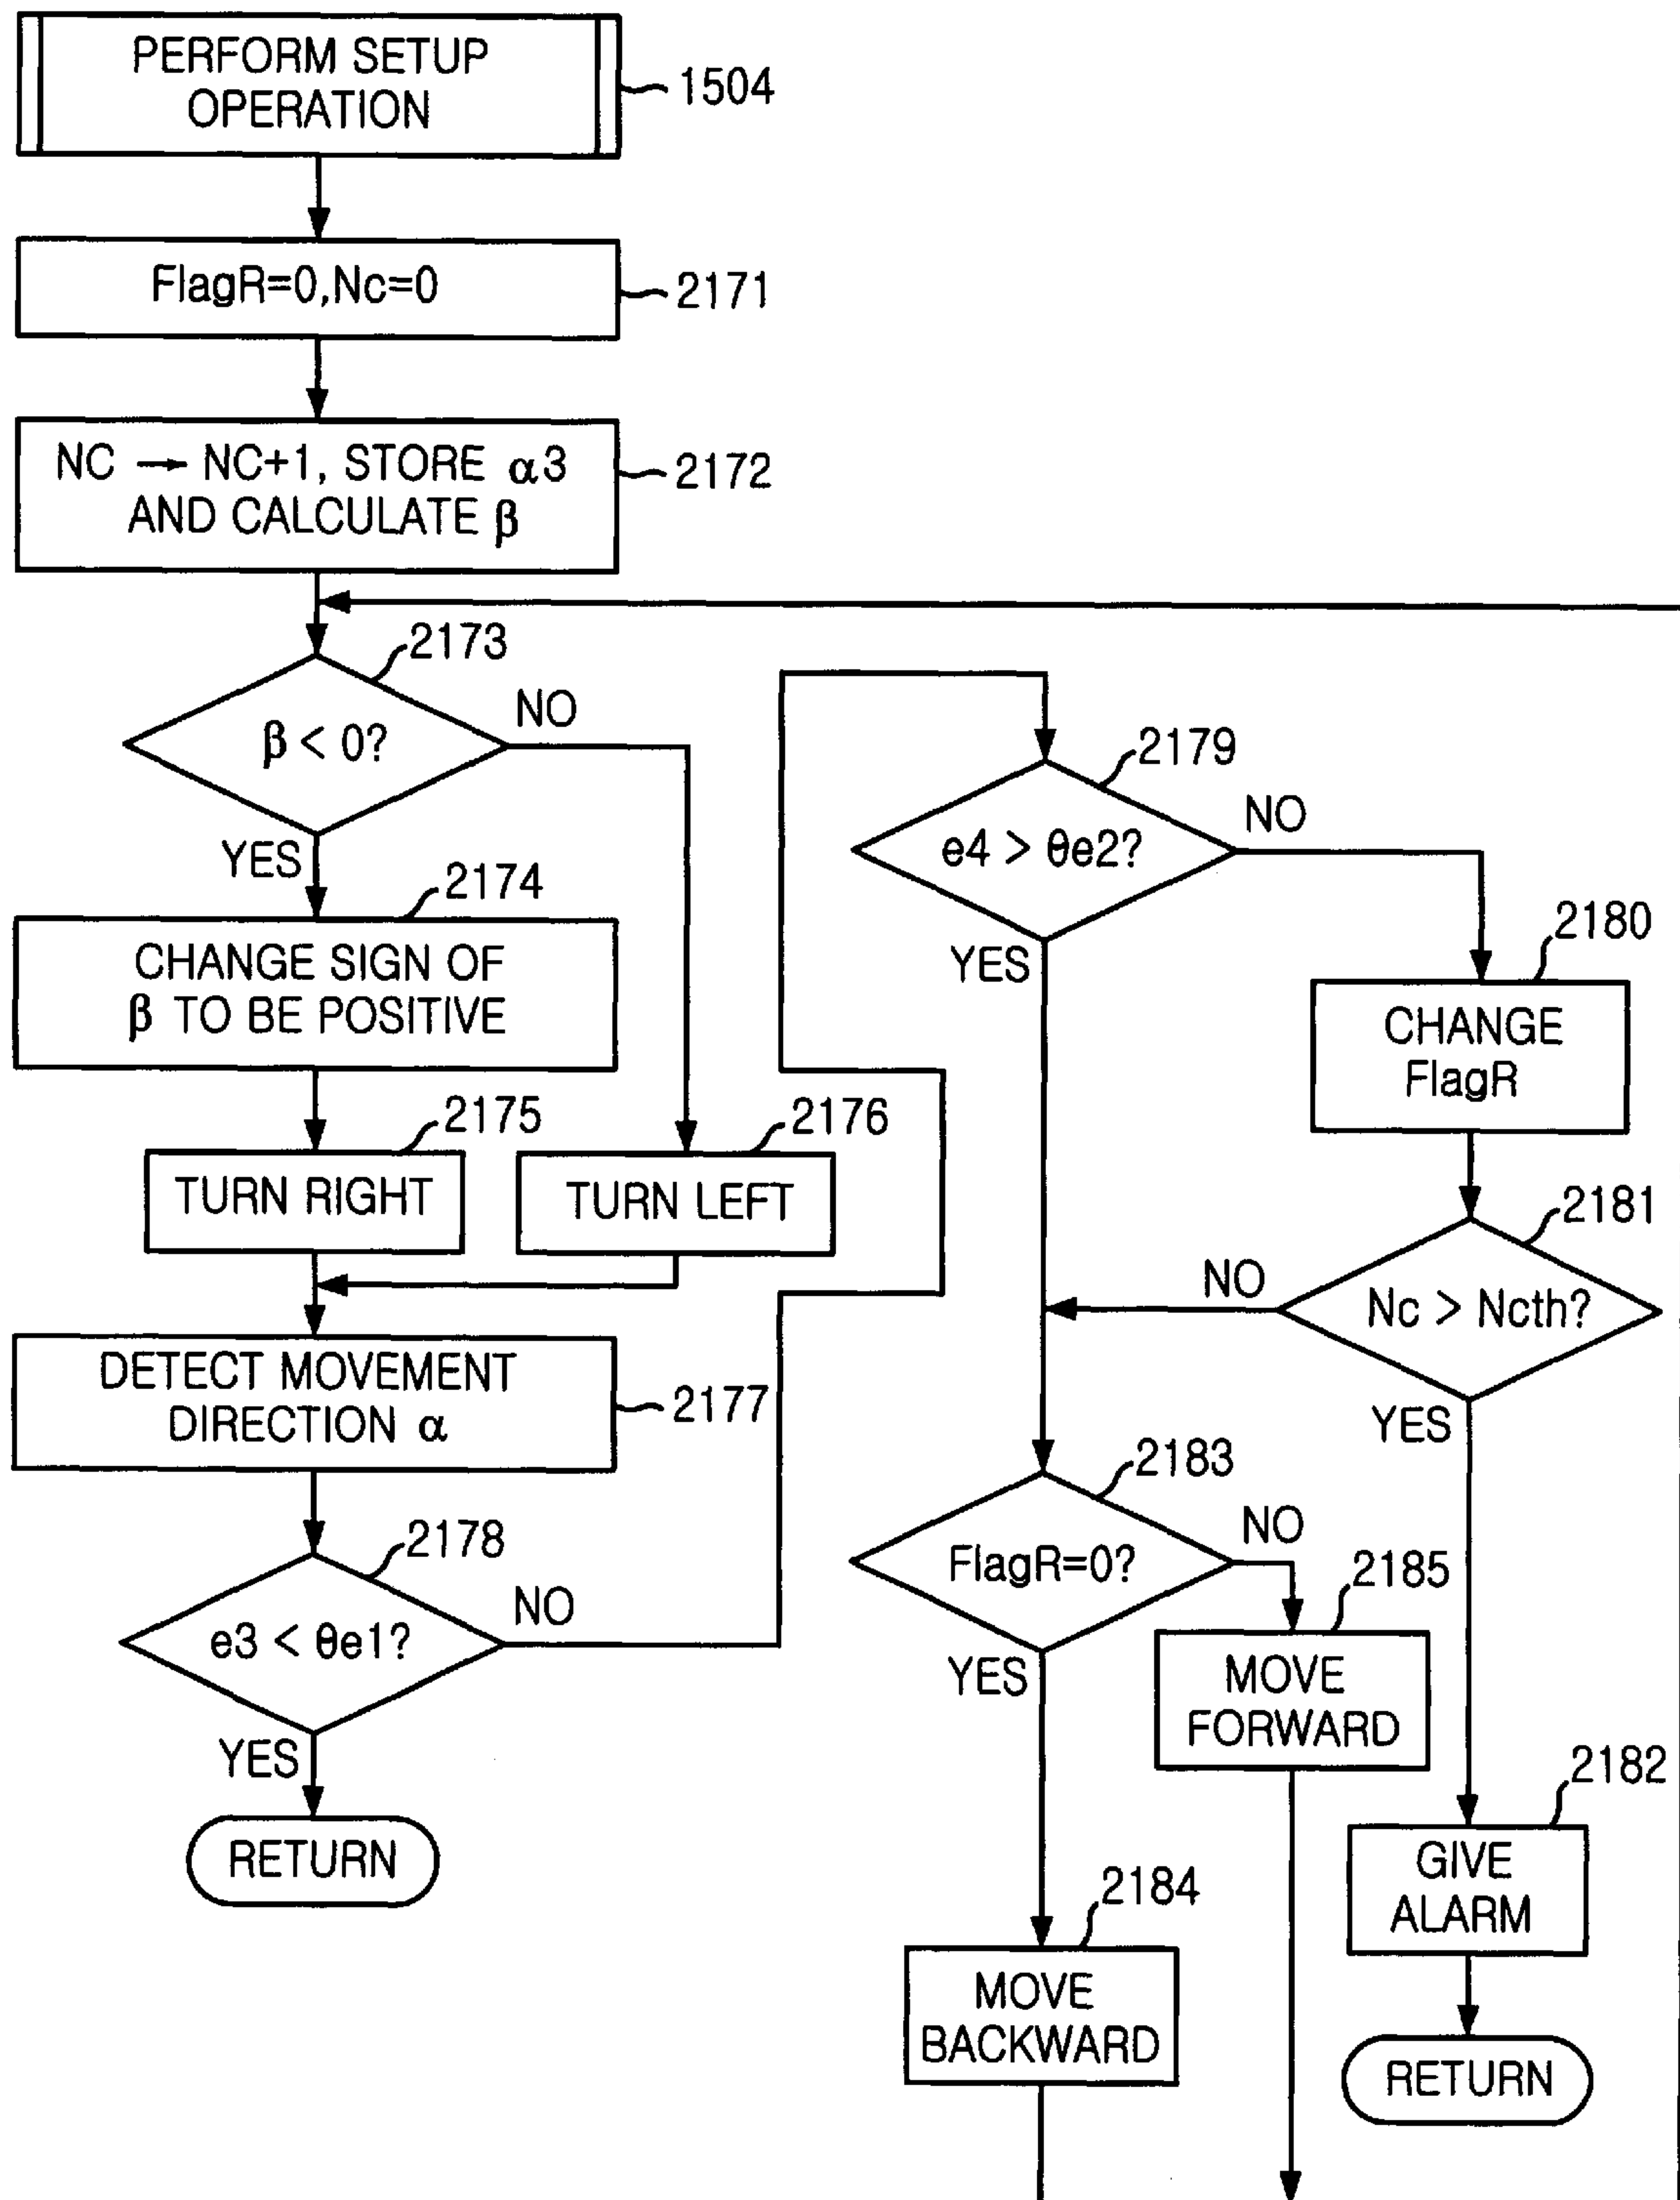 PERFORM SETUP
OPERATION
1504
FlagR=0,Nc=0
2171
NC → NC+1, STORE α3
AND CALCULATE β
2172
2173
β < 0?
NO
YES
2174
CHANGE SIGN OF
β TO BE POSITIVE
2175
TURN RIGHT
2176
TURN LEFT
DETECT MOVEMENT
DIRECTION α
2177
2178
e3 < θe1?
NO
YES
RETURN
2179
e4 > θe2?
NO
YES
2180
CHANGE
FlagR
2181
Nc > Ncth?
NO
YES
2183
FlagR=0?
NO
YES
2185
MOVE
FORWARD
2182
GIVE
ALARM
2184
MOVE
BACKWARD
RETURN